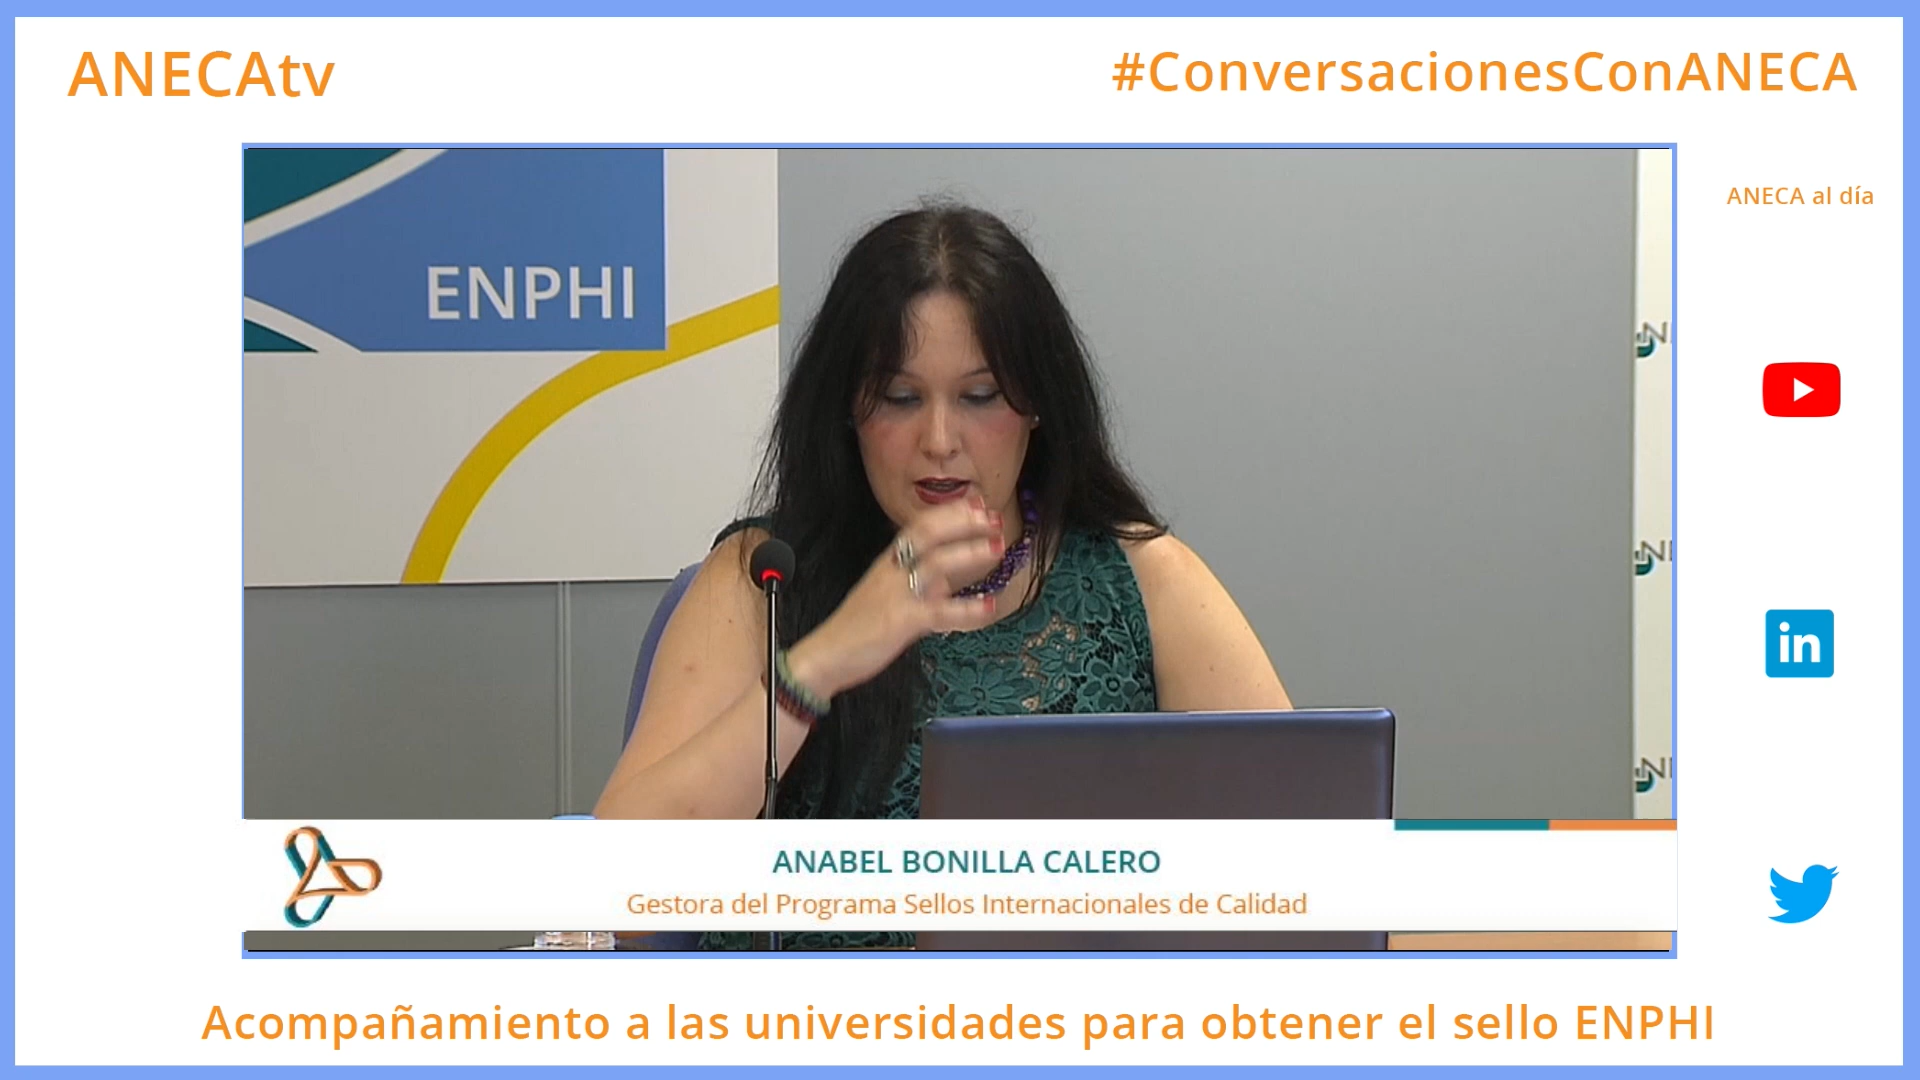 ANECAtv
#ConversacionesConANECA
ANECA al día
ENPHI
in
ANABEL BONILLA CALERO
Gestora del Programa Sellos Internacionales de Calidad
Acompañamiento a las universidades para obtener el sello ENPHI